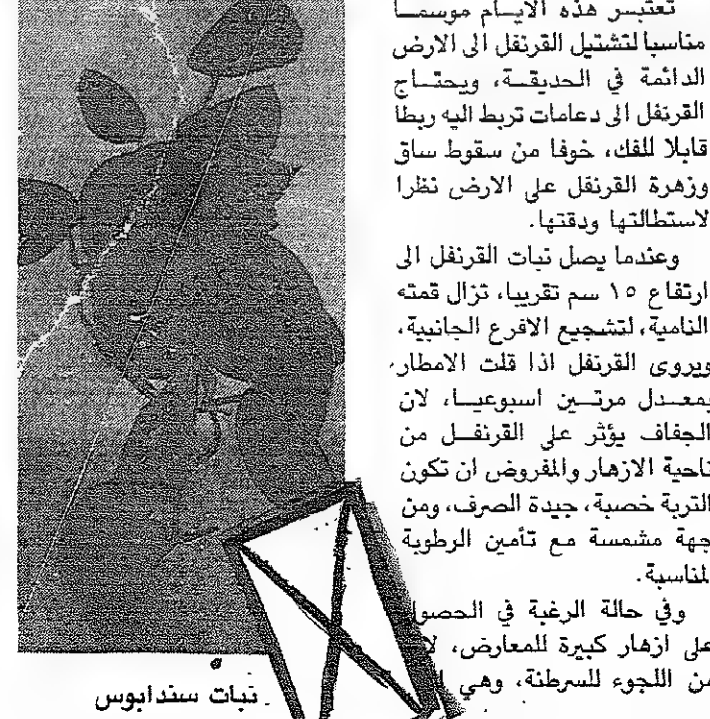 تعتبر هذه الايام موسما
مناسبا لتشتيل القرنفل الى الارض
الدائمة في الحديقة، ويحتاج
القرنفل الى دعامات تربط اليه ربطا
قابلا للفك، خوفا من سقوط ساق
وزهرة القرنفل على الارض نظرا
لاستطالتها ودقتها.
وعندما يصل نبات القرنفل الى
ارتفاع ١٥ سم تقريبا، تزال قمته
النامية، لتشجيع الافرع الجانبية،
ويروى القرنفل اذا قلت الامطار،
بمعدل مرتين اسبوعيا، لان
الجفاف يؤثر على القرنفل من
ناحية الازهار والمفروض ان تكون
التربة خصبة، جيدة الصرف، ومن
جهة مشمسة مع تأمين الرطوبة
المناسبة.
وفي حالة الرغبة في
على ازهار كبيرة للمعارض،
من اللجوء للسرطنة، وهي
نبات سندابوس